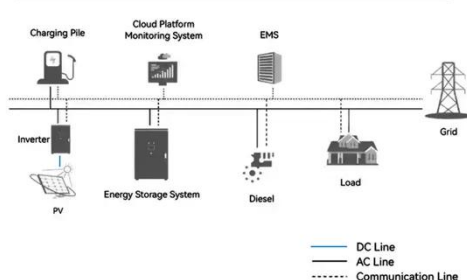 Charging Pile
Cloud Platform
Monitoring System
EMS
Grid
Inverter
PV
Energy Storage System
Diesel
Load
DC Line
AC Line
Communication Line